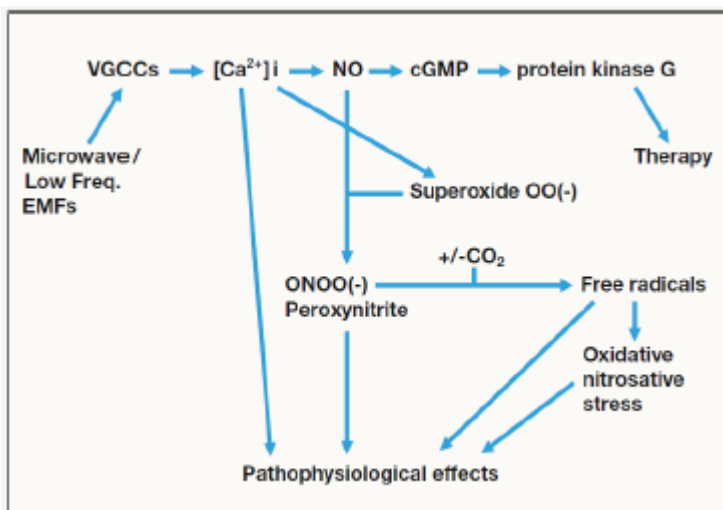 VGCCs [Ca²⁺]i NO cGMP protein kinase G
Microwave/
Low Freq.
EMFs
Therapy
Superoxide OO(-)
+/-CO₂
ONOO(-)
Peroxynitrite
Free radicals
Oxidative
nitrosative
stress
Pathophysiological effects